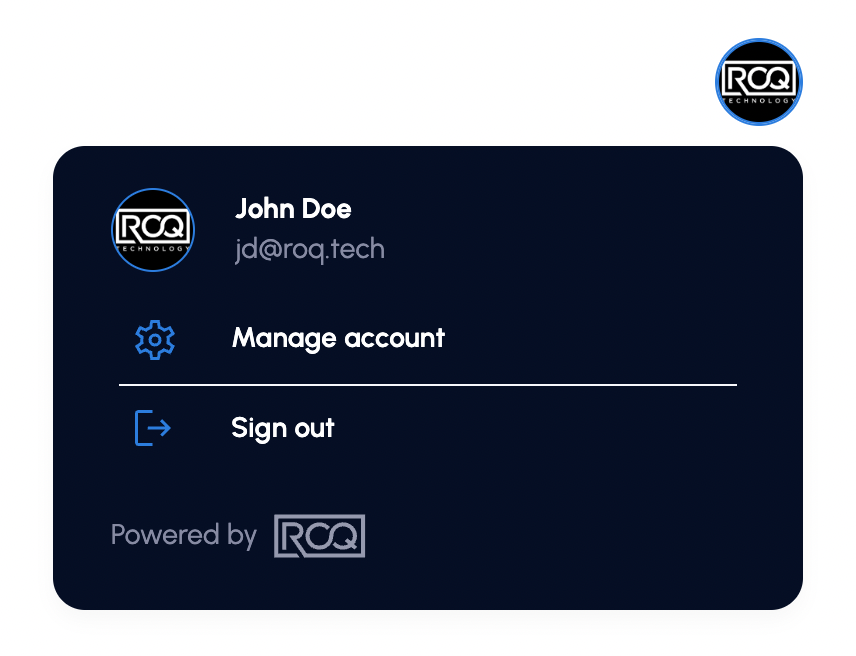 ROQ
TECHNOLOGY
ROQ
TECHNOLOGY
John Doe
jd@roq.tech
Manage account
Sign out
Powered by ROQ